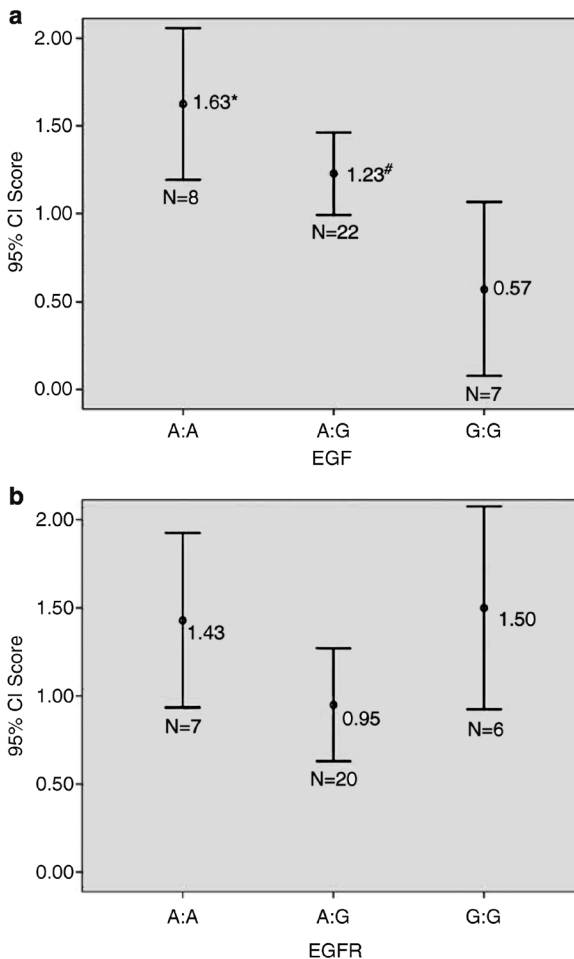 a
2.00
1.50
1.00
0.50
0.00
95% CI Score
1.63*
N=8
1.23#
N=22
0.57
N=7
A:A A:G G:G
EGF
b
2.00
1.50
1.00
0.50
0.00
95% CI Score
1.43
N=7
0.95
N=20
1.50
N=6
A:A A:G G:G
EGFR